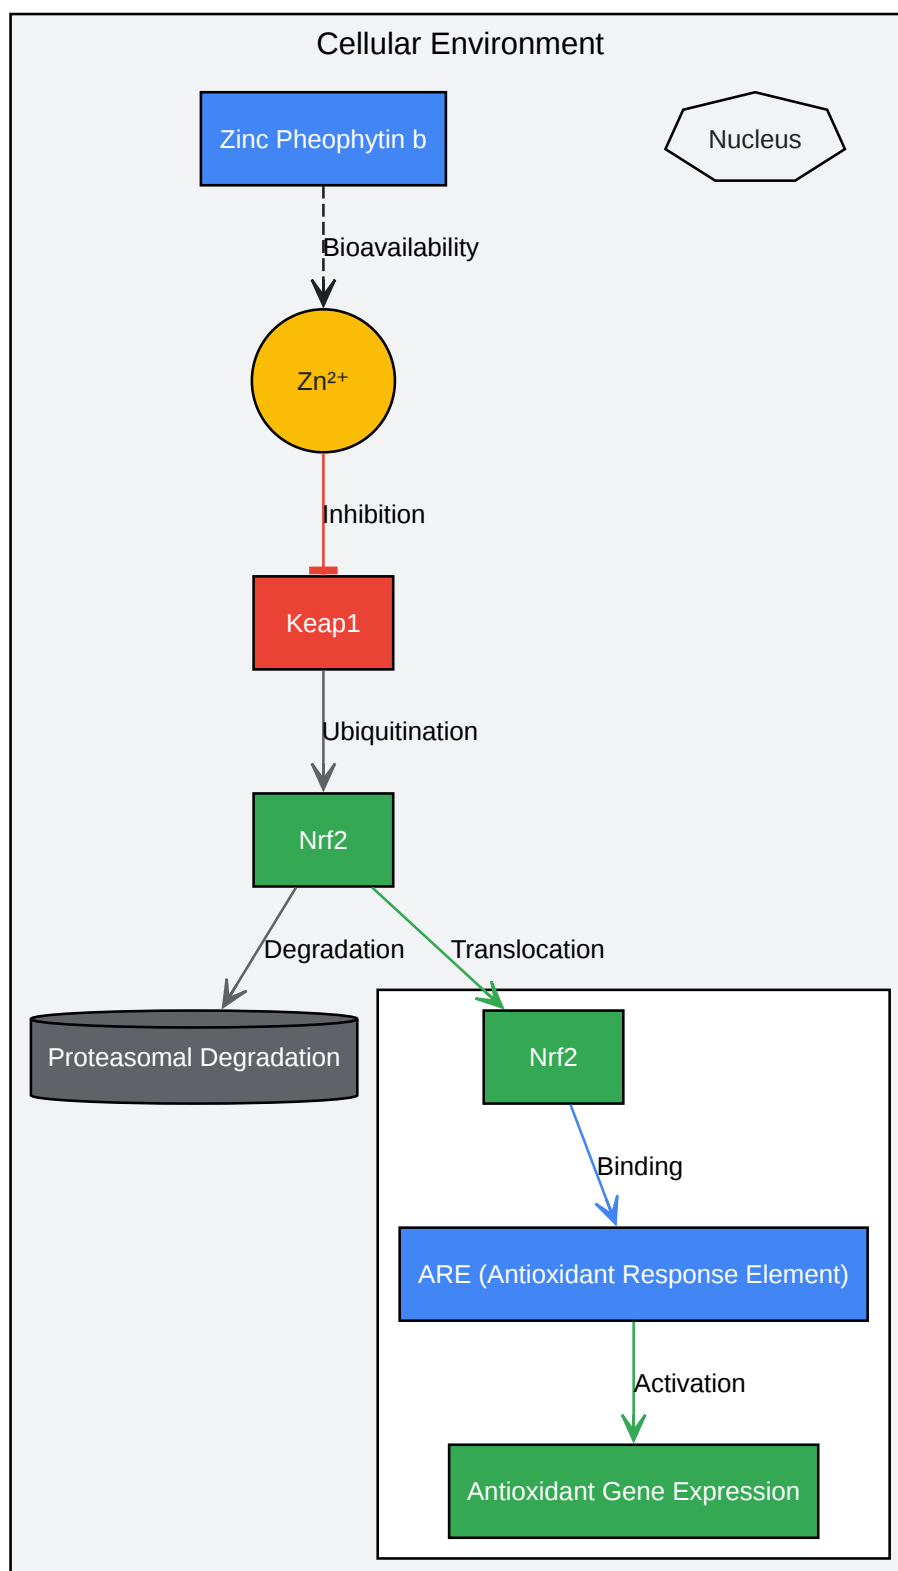 Cellular Environment
Zinc Pheophytin b
Nucleus
Bioavailability
Zn²⁺
Inhibition
Keap1
Ubiquitination
Nrf2
Degradation
Translocation
Proteasomal Degradation
Nrf2
Binding
ARE (Antioxidant Response Element)
Activation
Antioxidant Gene Expression